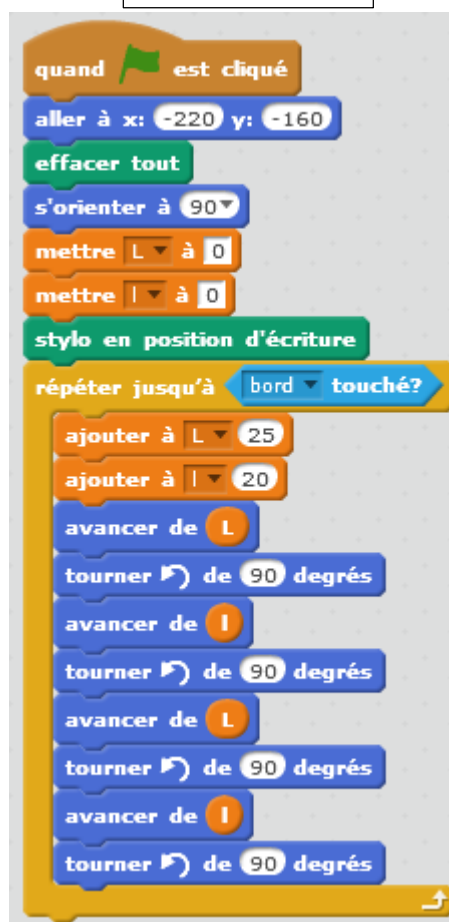 quand est cliqué
aller à x: -220 y: -160
effacer tout
s'orienter à 90
mettre L à 0
mettre l à 0
stylo en position d'écriture
répéter jusqu'à bord touché?
ajouter à L 25
ajouter à l 20
avancer de L
tourner de 90 degrés
avancer de l
tourner de 90 degrés
avancer de L
tourner de 90 degrés
avancer de l
tourner de 90 degrés